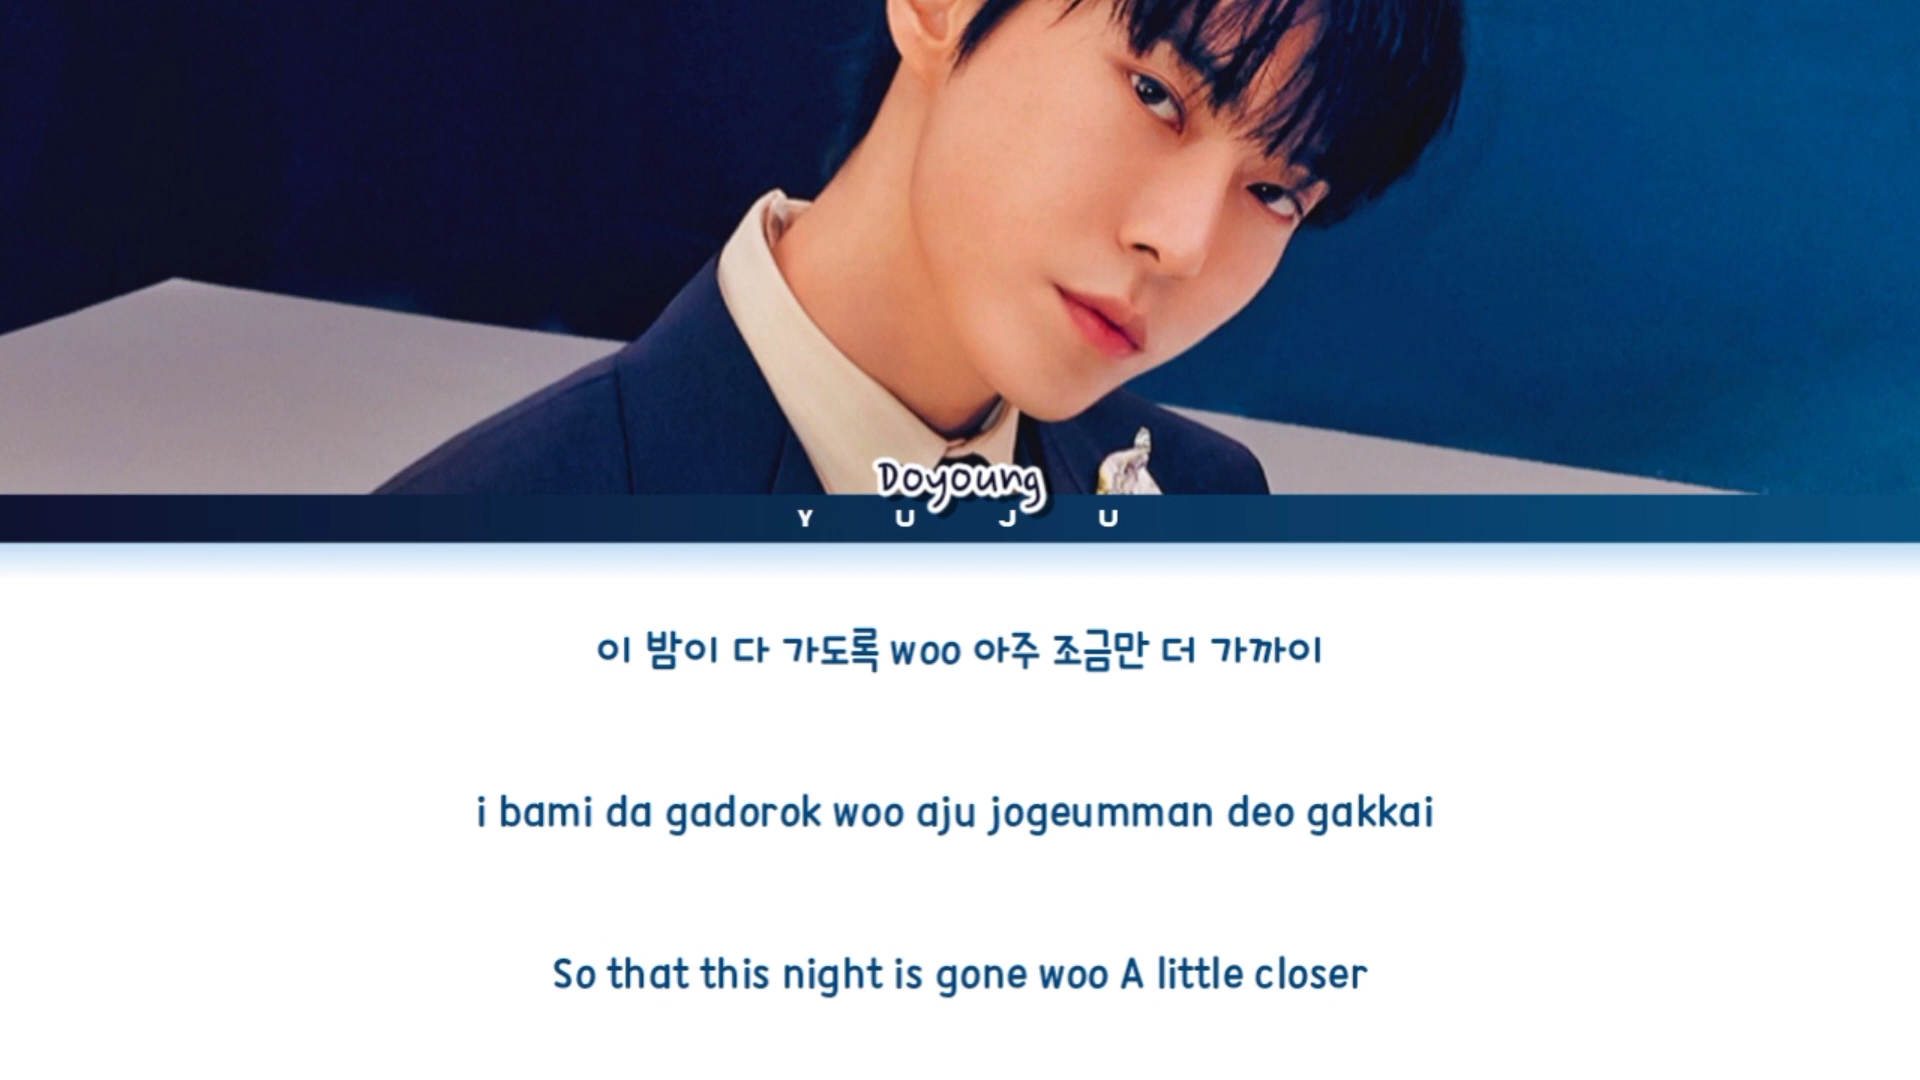 Doyoung
Y U J U
이 밤이 다 가도록 woo 아주 조금만 더 가까이
i bami da gadorok woo aju jogeumman deo gakkai
So that this night is gone woo A little closer